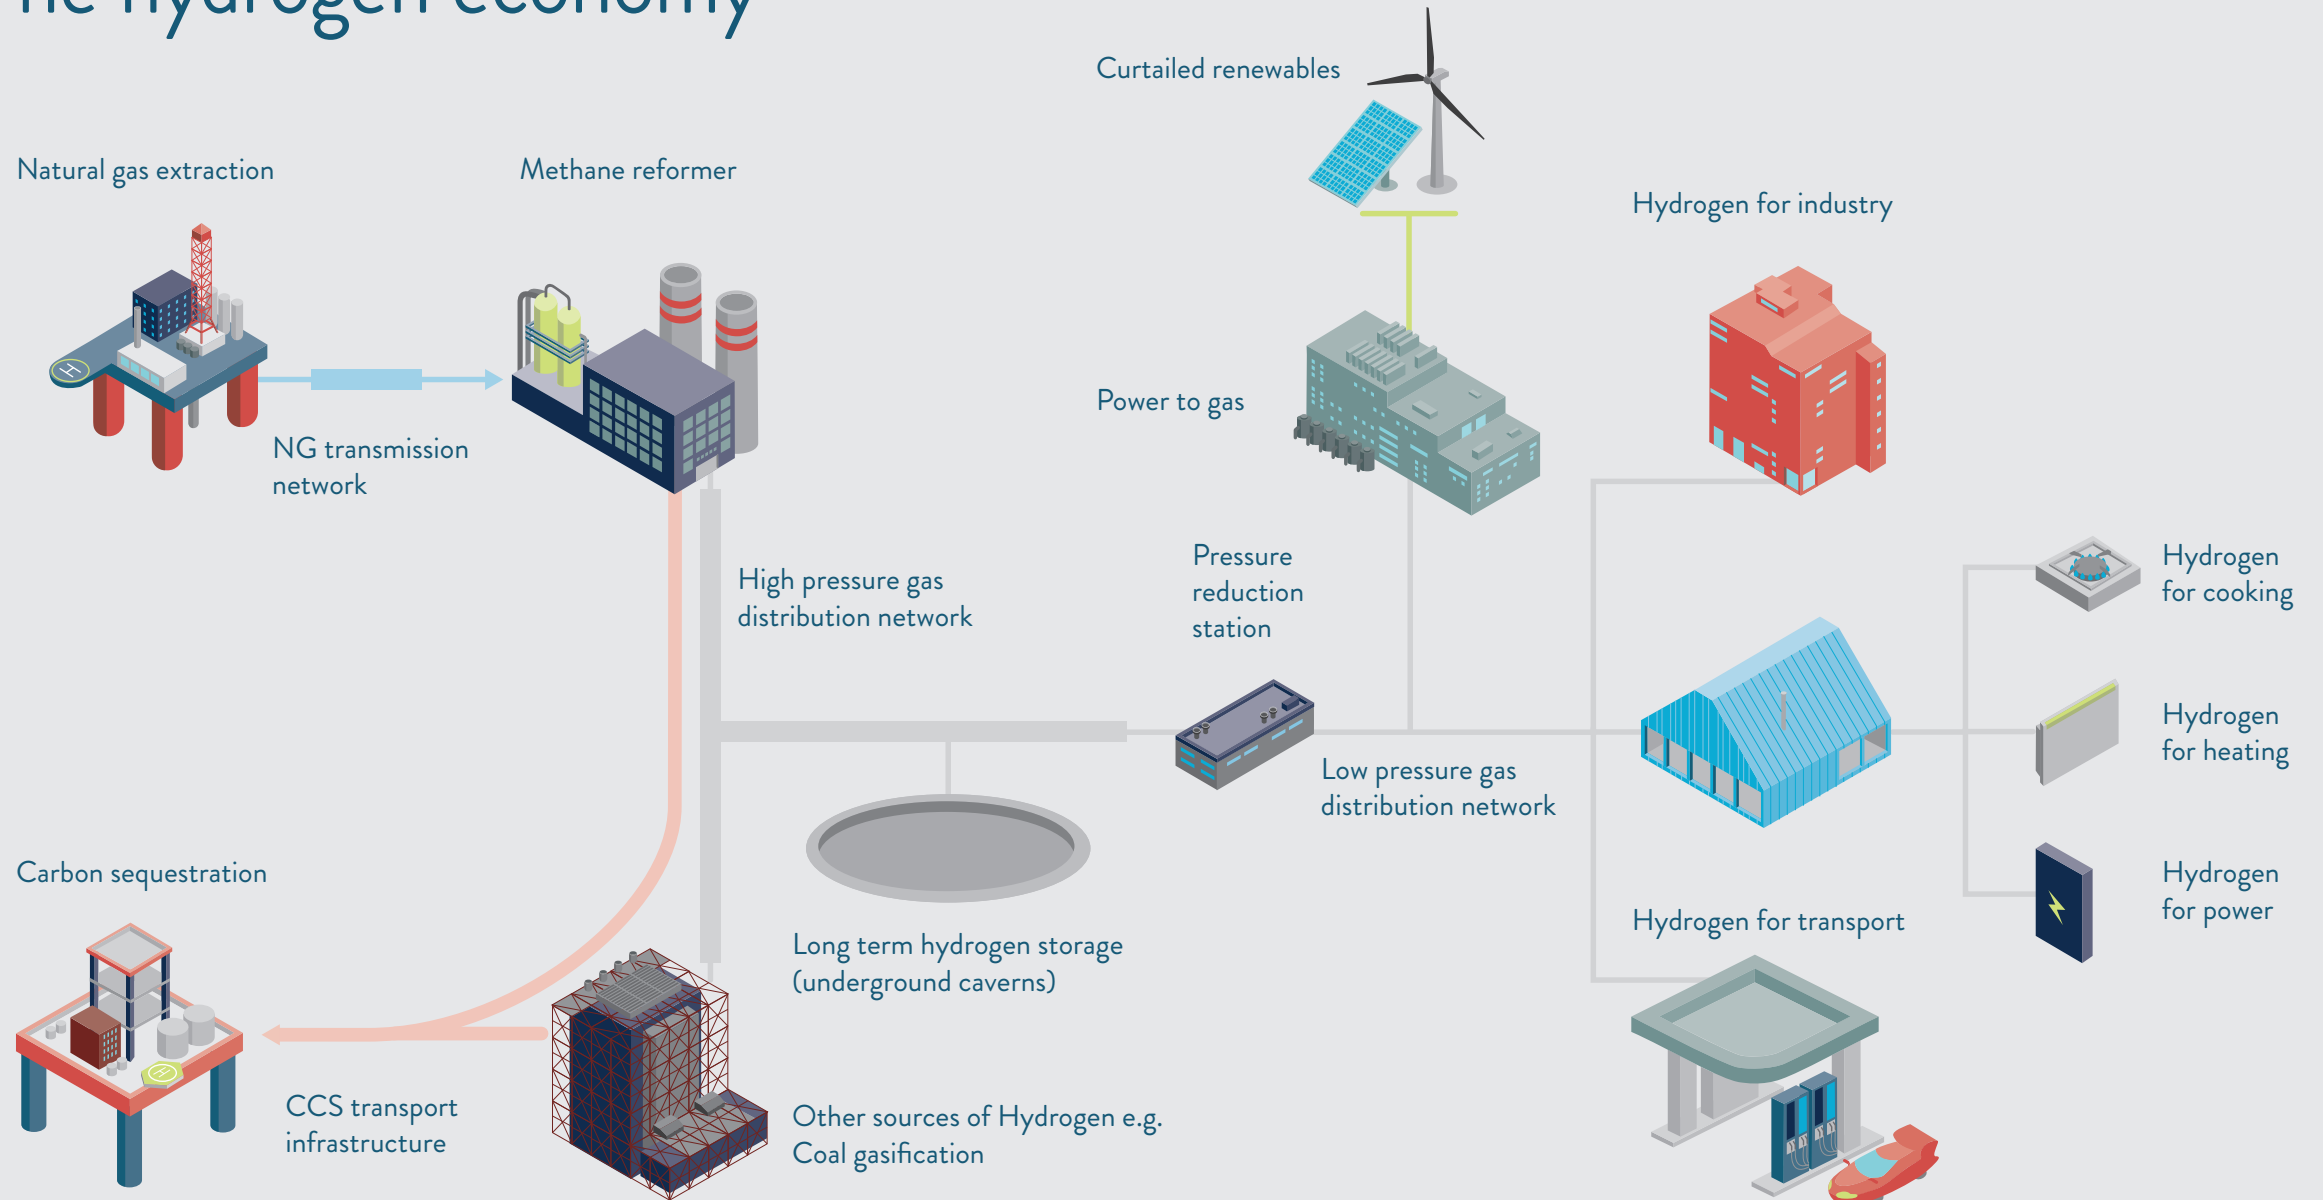 hydrogen economy
Curtailed renewables
Natural gas extraction
Methane reformer
Hydrogen for industry
Power to gas
NG transmission
network
High pressure gas
distribution network
Pressure
reduction
station
Hydrogen
for cooking
Hydrogen
for heating
Low pressure gas
distribution network
Carbon sequestration
Hydrogen
for power
Hydrogen for transport
Long term hydrogen storage
(underground caverns)
CCS transport
infrastructure
Other sources of Hydrogen e.g.
Coal gasification
H
H